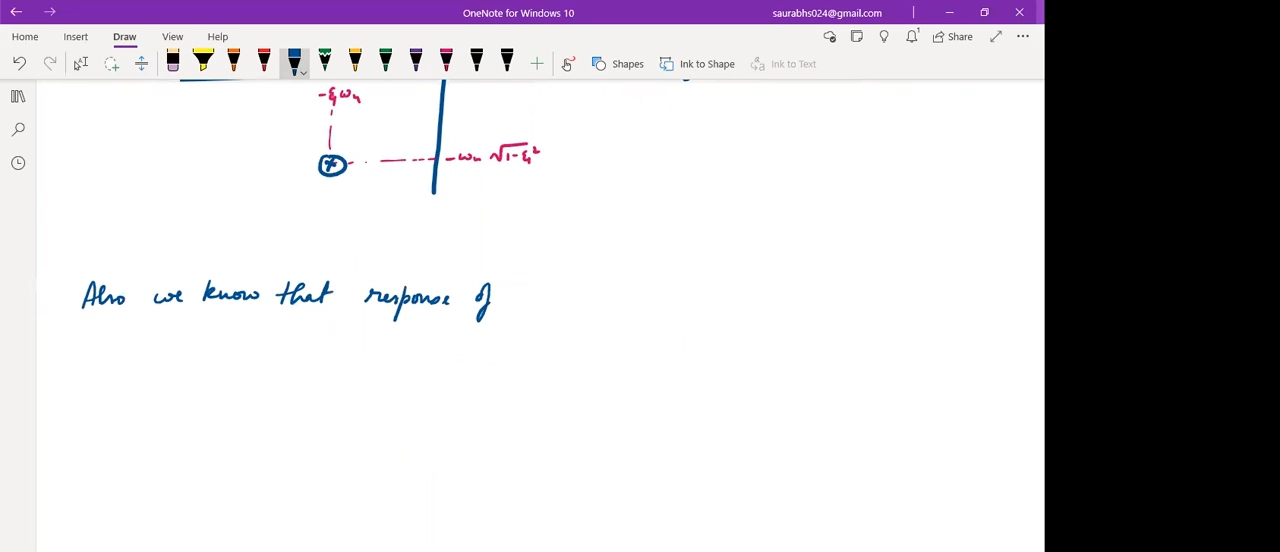 OneNote for Windows 10
saurabhs024@gmail.com
Home Insert Draw View Help
1 Share
Shapes Ink to Shape Ink to Text
-ξωn
-ωn √1-ξ²
Also we know that response of